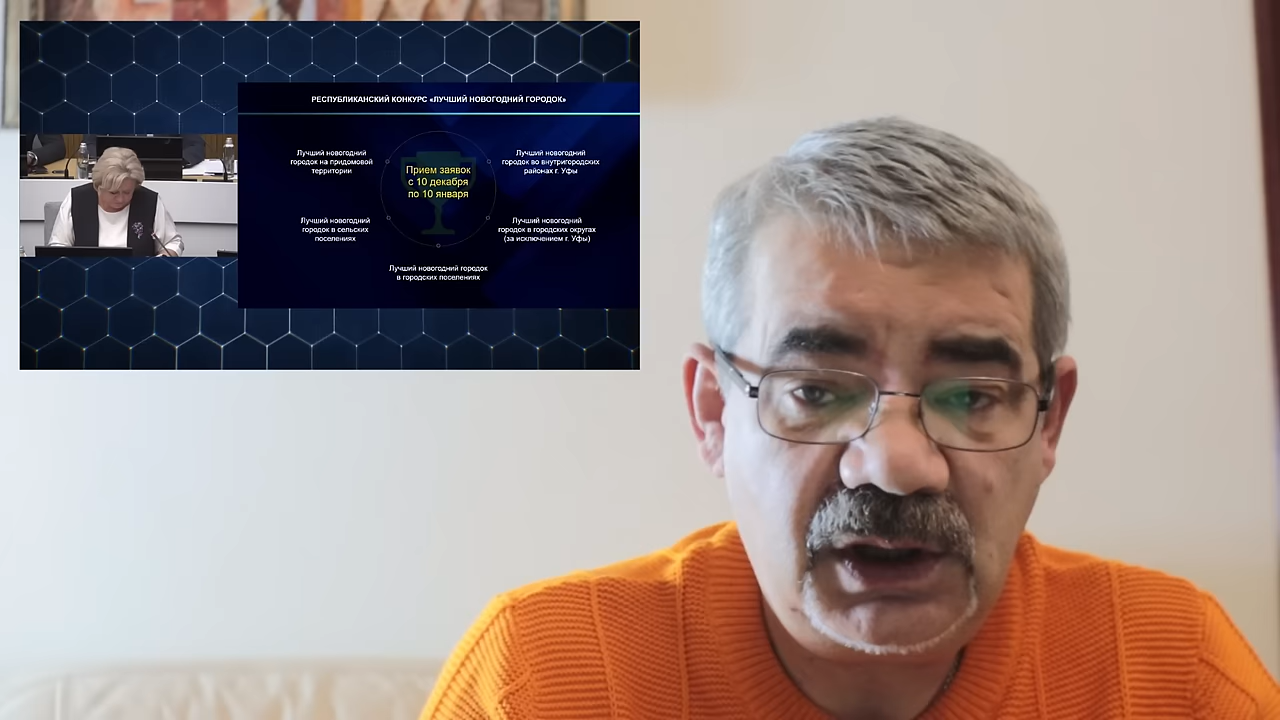 РЕСПУБЛИКАНСКИЙ КОНКУРС «ЛУЧШИЙ НОВОГОДНИЙ ГОРОДОК»
Лучший новогодний
городок на придомовой
территории
Прием заявок
с 10 декабря
по 10 января
Лучший новогодний
городок во внутригородских
районах г. Уфы
Лучший новогодний
городок в сельских
поселениях
Лучший новогодний
городок в городских округах
(за исключением г. Уфы)
Лучший новогодний городок
в городских поселениях